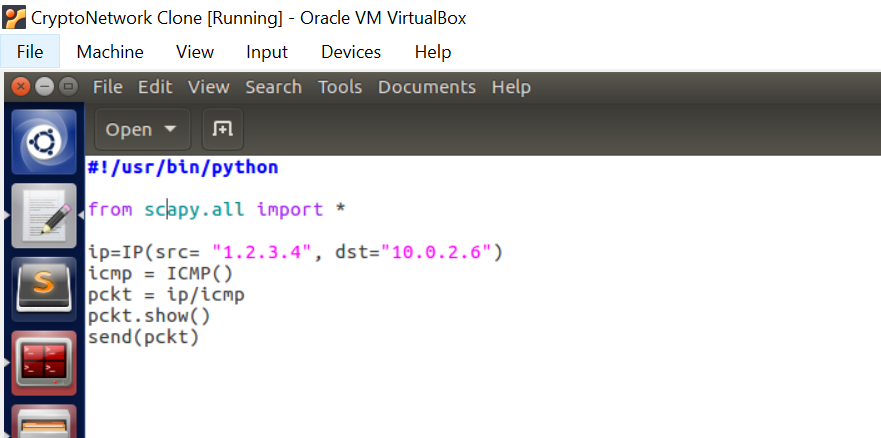 CryptoNetwork Clone [Running] - Oracle VM VirtualBox
File Machine View Input Devices Help
File Edit View Search Tools Documents Help
Open
#!/usr/bin/python
from scapy.all import *
ip=IP(src= "1.2.3.4", dst="10.0.2.6")
icmp = ICMP()
pckt = ip/icmp
pckt.show()
send(pckt)